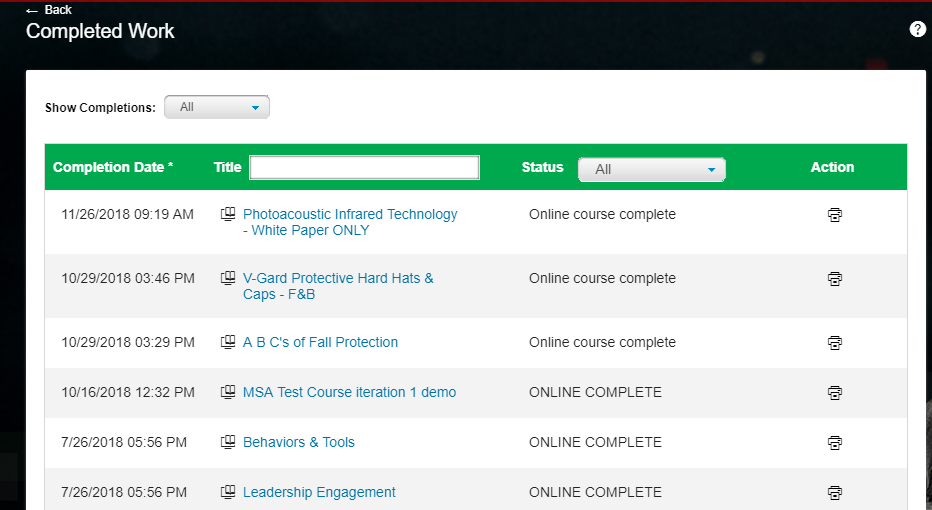 ← Back
Completed Work
?
Show Completions: All
Completion Date * Title Status All Action
11/26/2018 09:19 AM Photoacoustic Infrared Technology Online course complete
- White Paper ONLY
10/29/2018 03:46 PM V-Gard Protective Hard Hats & Online course complete
Caps - F&B
10/29/2018 03:29 PM A B C's of Fall Protection Online course complete
10/16/2018 12:32 PM MSA Test Course iteration 1 demo ONLINE COMPLETE
7/26/2018 05:56 PM Behaviors & Tools ONLINE COMPLETE
7/26/2018 05:56 PM Leadership Engagement ONLINE COMPLETE